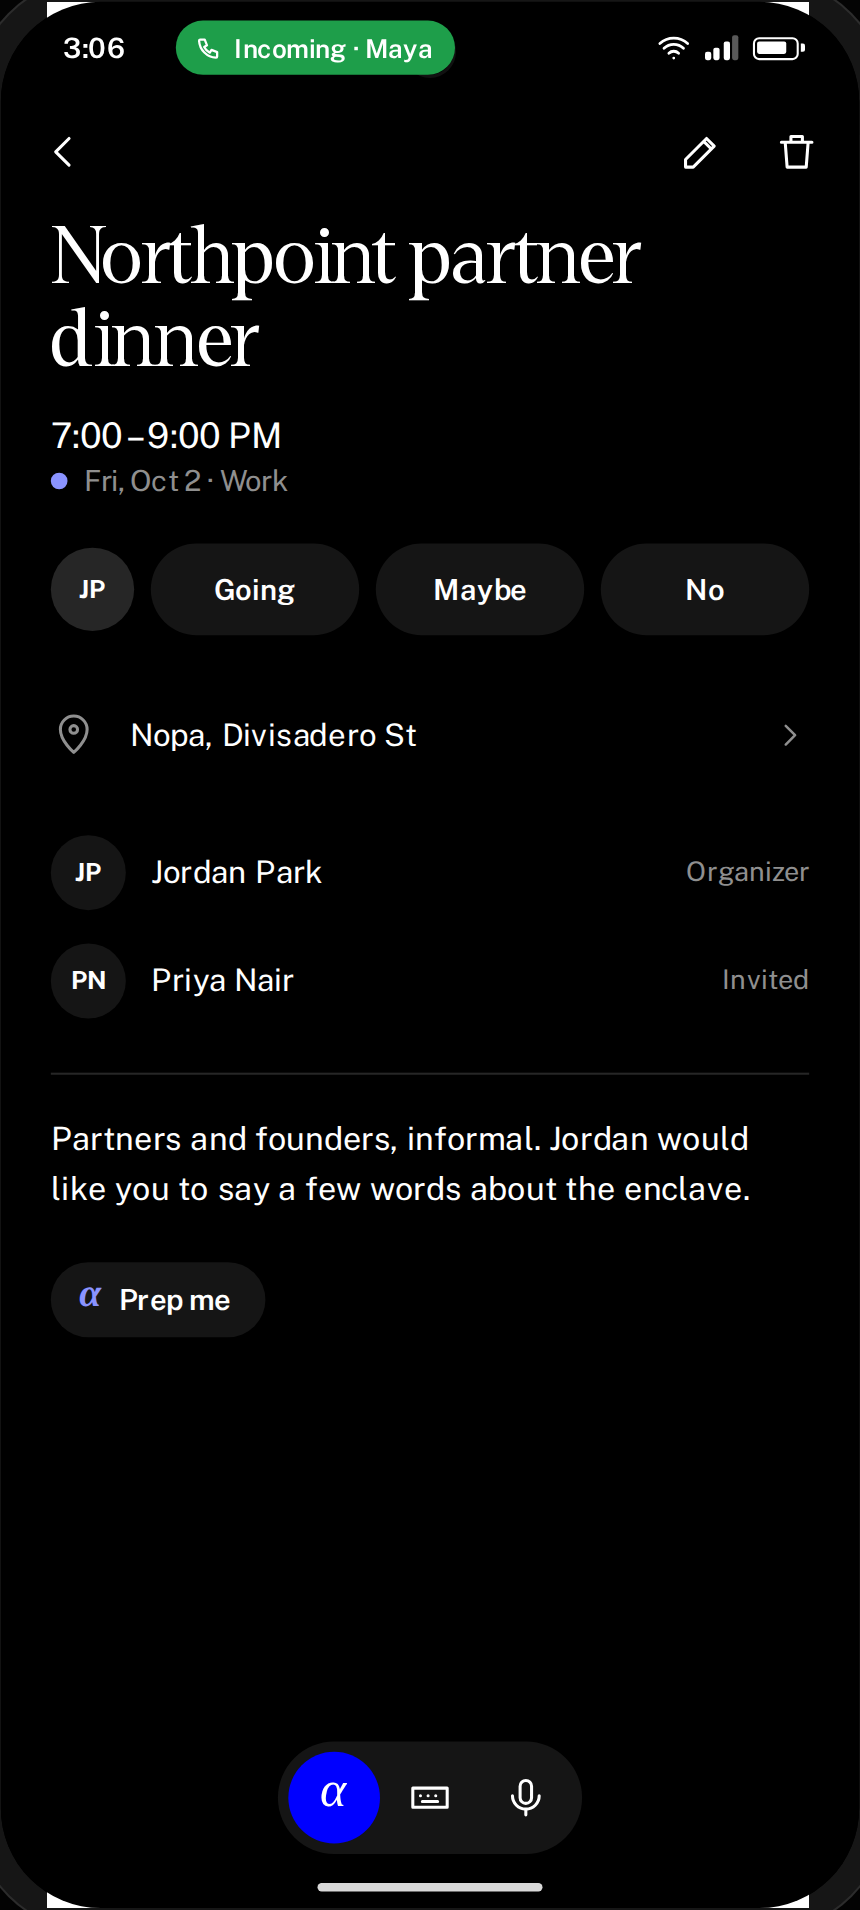 3:06
Incoming · Maya
Northpoint partner
dinner
7:00–9:00 PM
Fri, Oct 2 · Work
JP
Going
Maybe
No
Nopa, Divisadero St
JP
Jordan Park
Organizer
PN
Priya Nair
Invited
Partners and founders, informal. Jordan would
like you to say a few words about the enclave.
α Prep me
α